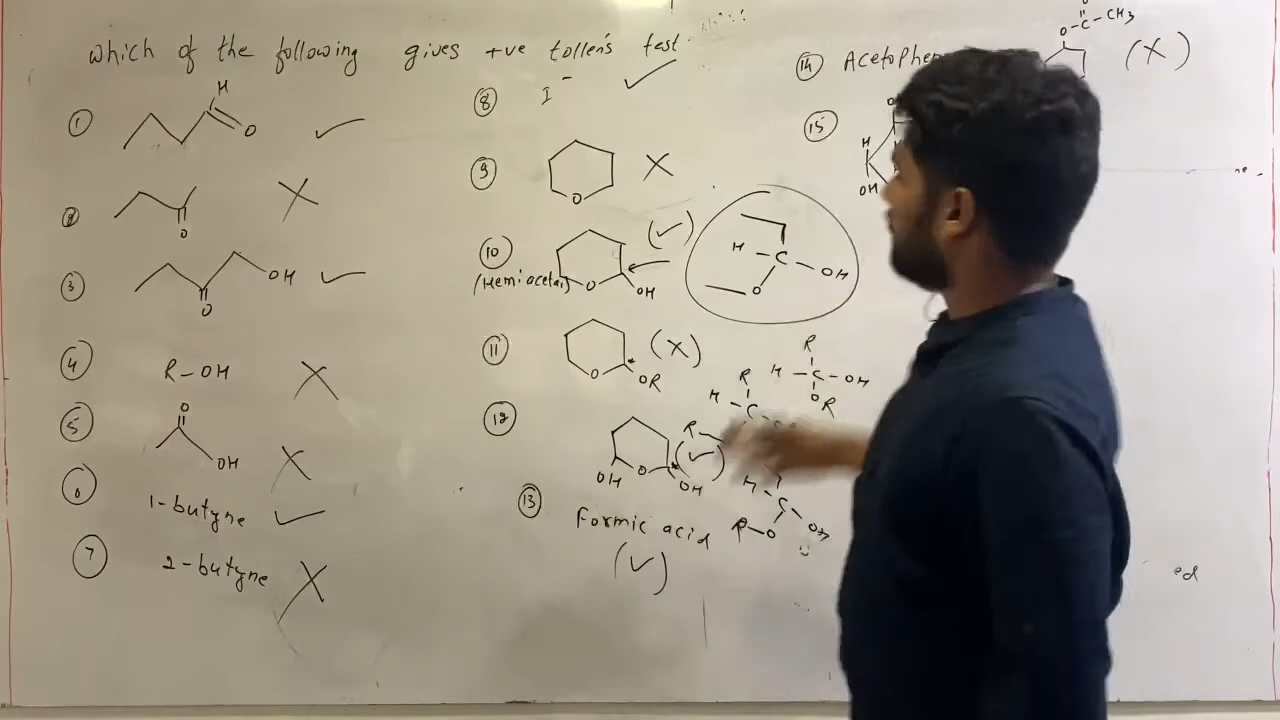 which of the following gives +ve tollen's test
① H O ✓
② O X
③ O OH ✓
④ R-OH X
⑤ O OH X
⑥ 1-butyne ✓
⑦ 2-butyne X
⑧ I⁻ ✓
⑨ O X
⑩ (Hemiacetal) O OH (✓)
H-C-OH
O
⑪ O * OR (X)
⑫ OH O * OH (✓)
R
H-C
R
R
H-C-OH
O
R
H-C
R-O OH
⑬ Formic acid
(✓)
⑭ O-C-CH3
O
(X)
⑮ O
H H
OH